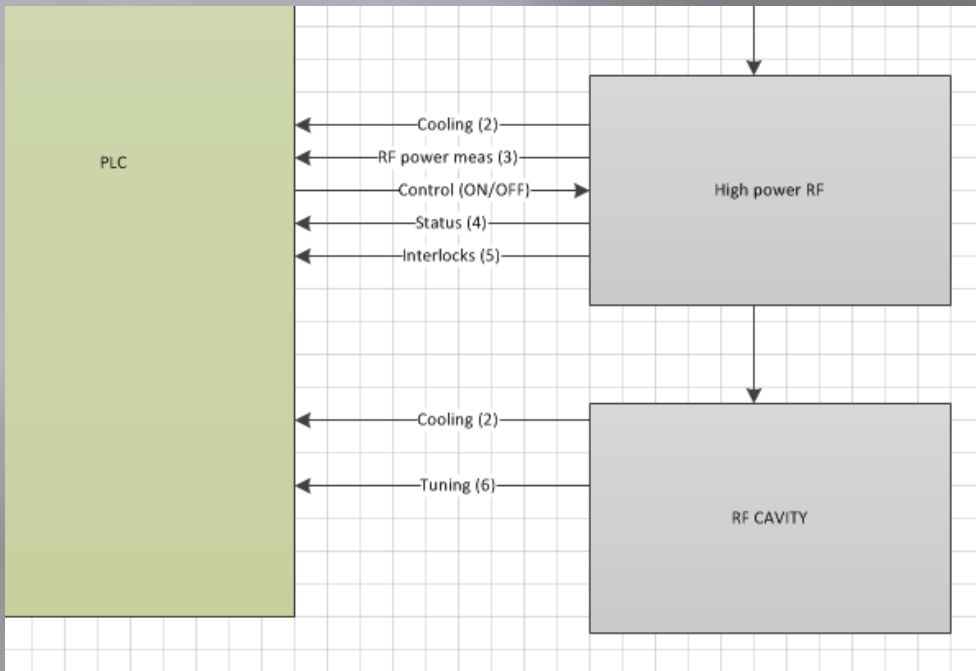 PLC
Cooling (2)
RF power meas (3)
Control (ON/OFF)
Status (4)
Interlocks (5)
High power RF
Cooling (2)
Tuning (6)
RF CAVITY